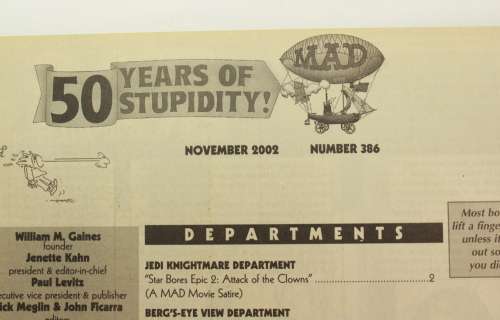 50 YEARS OF
STUPIDITY!
MAD
NOVEMBER 2002 NUMBER 386
William M. Gaines
founder
Jenette Kahn
president & editor-in-chief
Paul Levitz
executive vice president & publisher
Nick Meglin & John Ficarra
DEPARTMENTS
JEDI KNIGHTMARE DEPARTMENT
"Star Bores Epic 2: Attack of the Clowns"..............................2
(A MAD Movie Satire)
BERG'S-EYE VIEW DEPARTMENT
Most bo
lift a finge
unless it
out so
you di